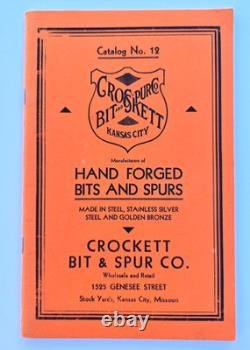 Catalog No. 12
CROCKETT
BIT AND SPUR CO.
KANSAS CITY
Manufacturers of
HAND FORGED
BITS AND SPURS
MADE IN STEEL, STAINLESS SILVER
STEEL AND GOLDEN BRONZE
CROCKETT
BIT & SPUR CO.
Wholesale and Retail
1525 GENESEE STREET
Stock Yards, Kansas City, Missouri
ebay